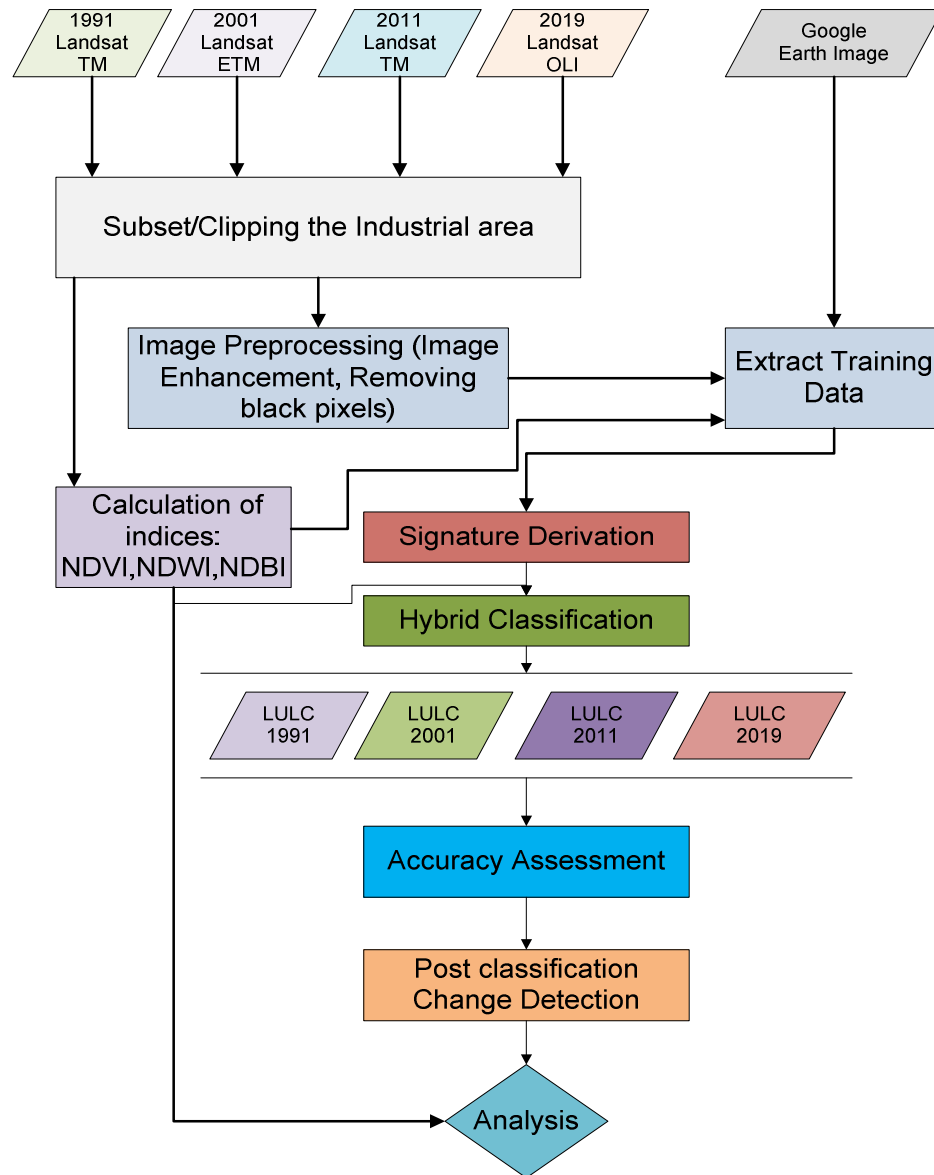 1991
Landsat
TM
2001
Landsat
ETM
2011
Landsat
TM
2019
Landsat
OLI
Google
Earth Image
Subset/Clipping the Industrial area
Image Preprocessing (Image
Enhancement, Removing
black pixels)
Extract Training
Data
Calculation of
indices:
NDVI,NDWI,NDBI
Signature Derivation
Hybrid Classification
LULC
1991
LULC
2001
LULC
2011
LULC
2019
Accuracy Assessment
Post classification
Change Detection
Analysis